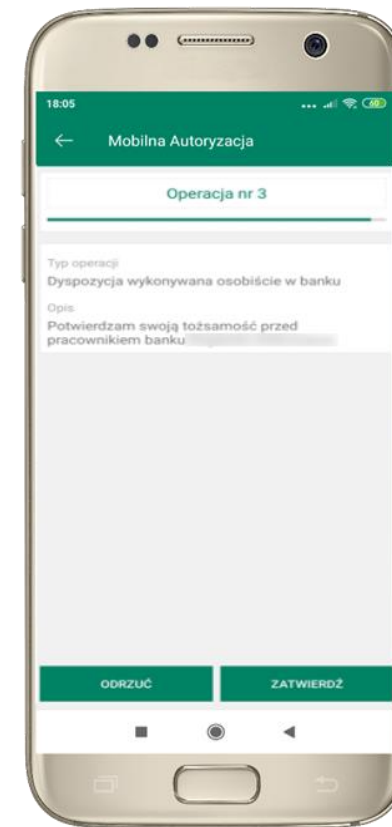 18:05
60
Mobilna Autoryzacja
Operacja nr 3
Typ operacji
Dyspozycja wykonywana osobiście w banku
Opis
Potwierdzam swoją tożsamość przed
pracownikiem banku
ODRZUĆ
ZATWIERDŹ